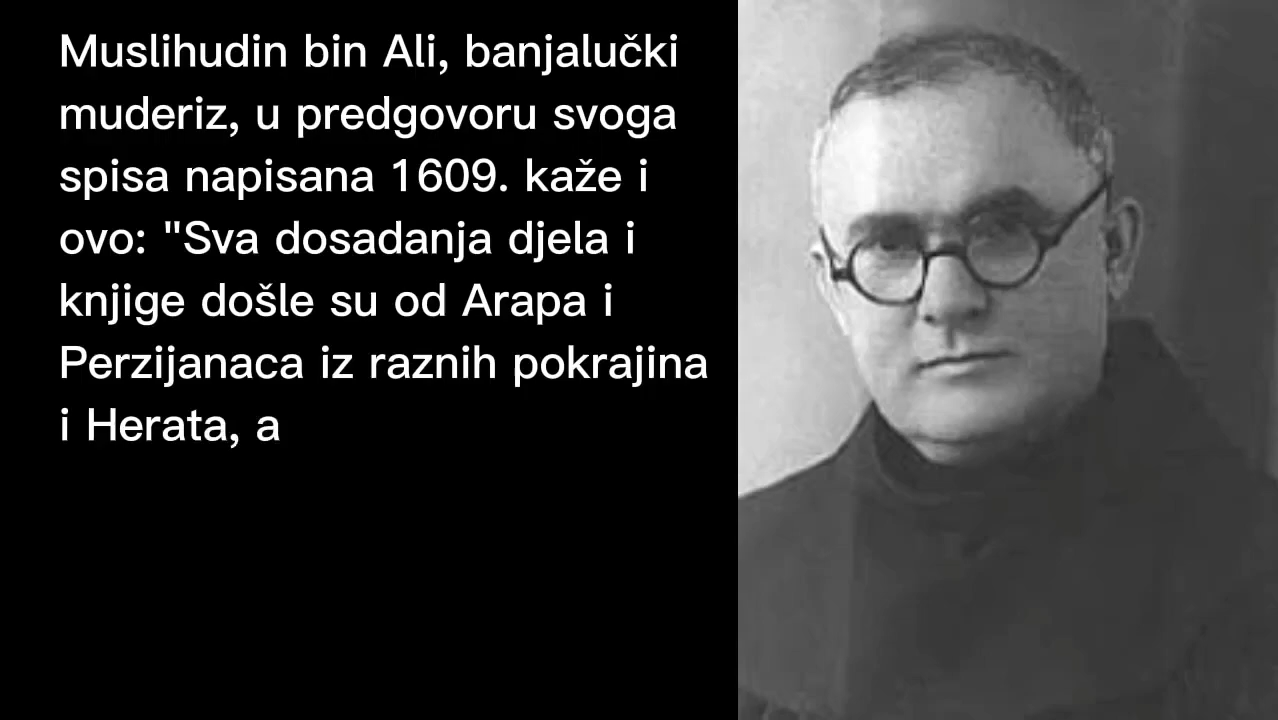 Muslihudin bin Ali, banjalučki
muderiz, u predgovoru svoga
spisa napisana 1609. kaže i
ovo: "Sva dosadanja djela i
knjige došle su od Arapa i
Perzijanaca iz raznih pokrajina
i Herata, a